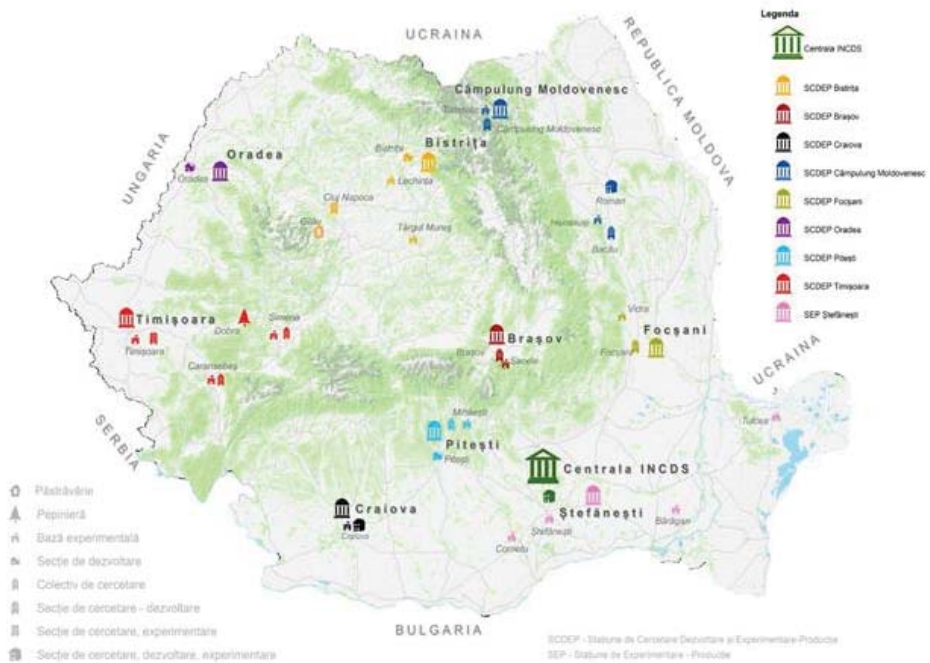 Legenda
Centrala INCDS
SCDEP Bistrița
SCDEP Brașov
SCDEP Craiova
SCDEP Câmpulung Moldovenesc
SCDEP Focșani
SCDEP Oradea
SCDEP Pitești
SCDEP Timișoara
SEP Ștefănești
UCRAINA
REPUBLICA MOLDOVA
UNGARIA
Câmpulung Moldovenesc
Câmpulung Moldovenesc
Bistrița
Bistrița
Oradea
Oradea
Lechința
Cluj Napoca
Gilău
Târgul Mureș
Roman
Bacău
Timișoara
Timișoara
Dobra
Simeria
Caransebeș
Brașov
Brașov
Săcele
Vidra
Focșani
Focșani
UCRAINA
Tulcea
SERBIA
Mihăești
Pitești
Pitești
Centrala INCDS
Craiova
Craiova
Ștefănești
Ștefănești
Cornetu
Bărăgan
BULGARIA
Păstrăvărie
Pepinieră
Bază experimentală
Secție de dezvoltare
Colectiv de cercetare
Secție de cercetare - dezvoltare
Secție de cercetare, experimentare
Secție de cercetare, dezvoltare, experimentare
SCDEP - Stațiune de Cercetare Dezvoltare și Experimentare-Producție
SEP - Stațiune de Experimentare - Producție